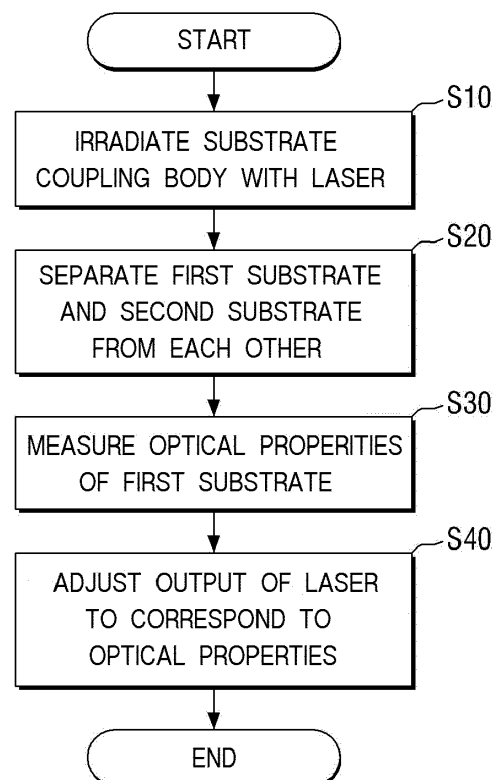 START
S10
IRRADIATE SUBSTRATE
COUPLING BODY WITH LASER
S20
SEPARATE FIRST SUBSTRATE
AND SECOND SUBSTRATE
FROM EACH OTHER
S30
MEASURE OPTICAL PROPERITIES
OF FIRST SUBSTRATE
S40
ADJUST OUTPUT OF LASER
TO CORRESPOND TO
OPTICAL PROPERTIES
END